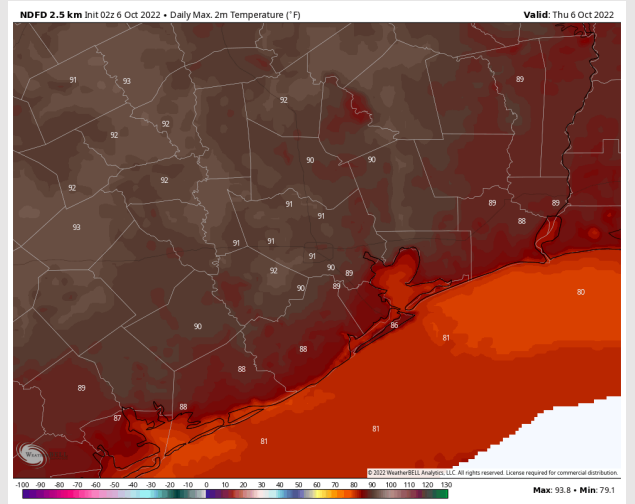 NDFD 2.5 km Init 02z 6 Oct 2022 • Daily Max. 2m Temperature (°F)    Valid: Thu 6 Oct 2022
91 93 89
92
92 92
90 90
92 92
91 89 89
93 91 88
91 91 91
92 90 89
90 89 80
90 86
81
88
88
89
87 88
81 81
© 2022 WeatherBELL Analytics, LLC. All rights reserved. License required for commercial distribution.
-100 -90 -80 -70 -60 -50 -40 -30 -20 -10 0 10 20 30 40 50 60 70 80 90 100 110 120 130
Max: 93.8 • Min: 79.1